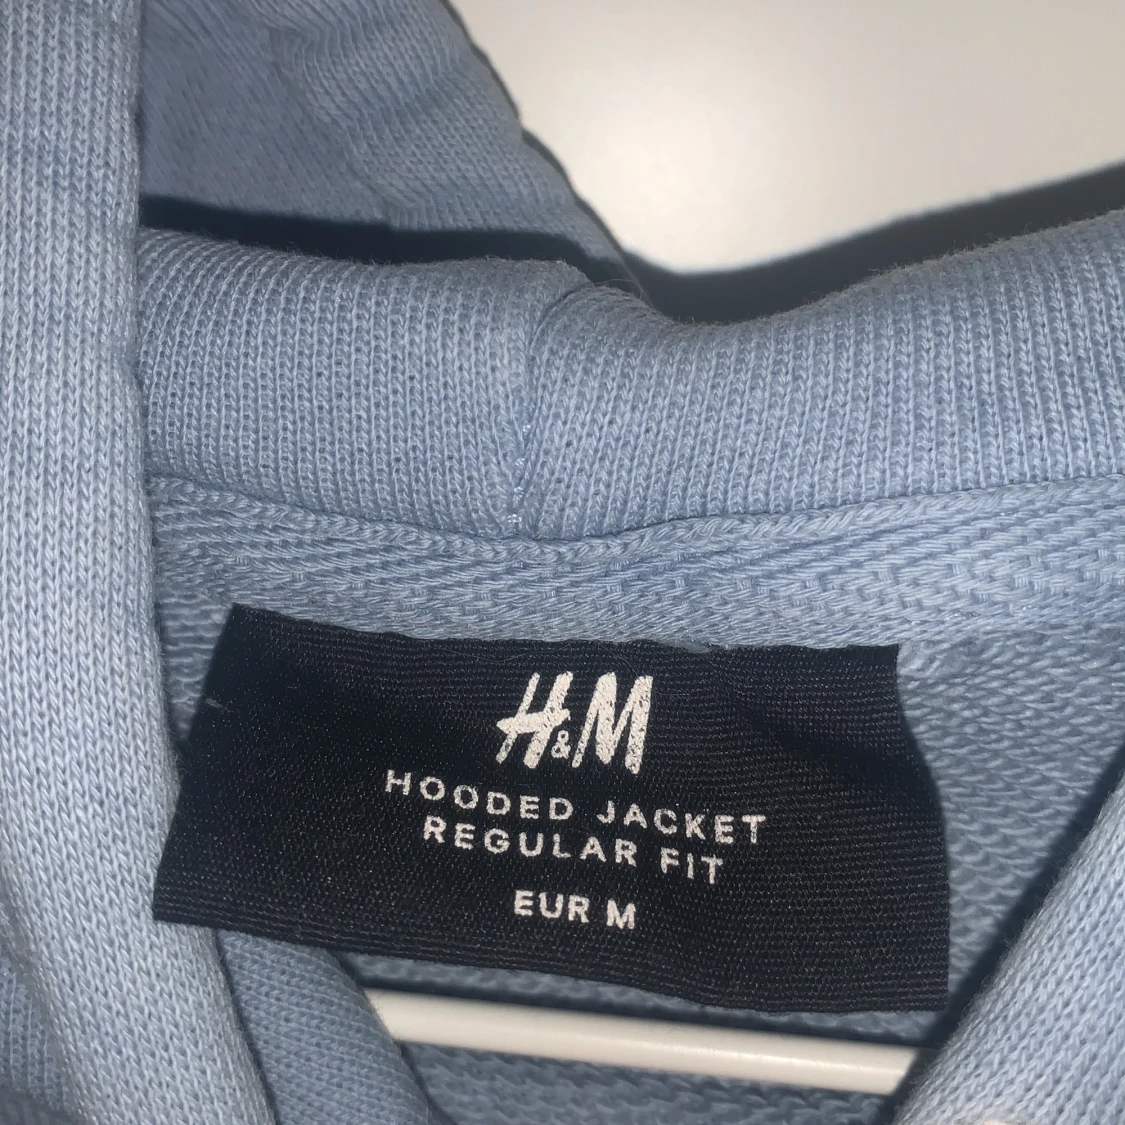 H&M
HOODED JACKET
REGULAR FIT
EUR M